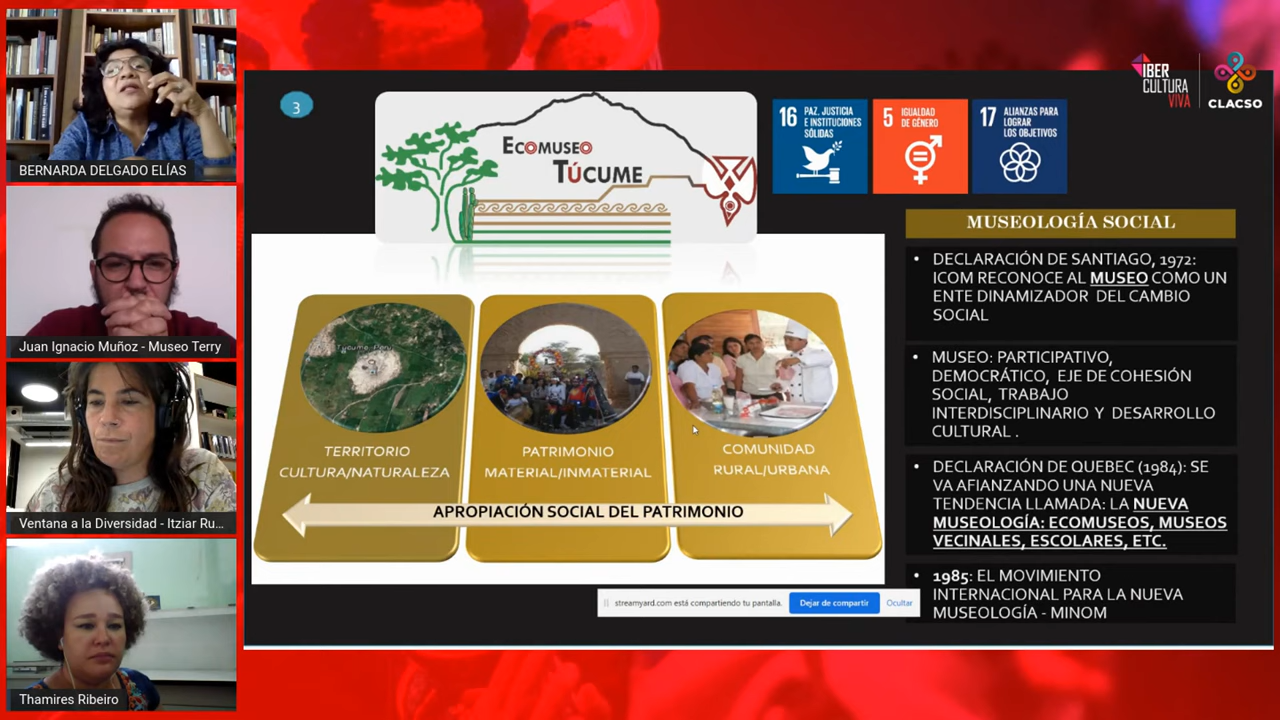 BERNARDA DELGADO ELÍAS
Juan Ignacio Muñoz - Museo Terry
Ventana a la Diversidad - Itziar Ru...
Thamires Ribeiro
IBER
CULTURA
VIVA
CLACSO
3
ECOMUSEO
TÚCUME
16 PAZ, JUSTICIA
E INSTITUCIONES
SÓLIDAS
5 IGUALDAD
DE GÉNERO
17 ALIANZAS PARA
LOGRAR
LOS OBJETIVOS
Túcume, Peru
TERRITORIO
CULTURA/NATURALEZA
PATRIMONIO
MATERIAL/INMATERIAL
COMUNIDAD
RURAL/URBANA
APROPIACIÓN SOCIAL DEL PATRIMONIO
MUSEOLOGÍA SOCIAL
• DECLARACIÓN DE SANTIAGO, 1972:
ICOM RECONOCE AL MUSEO COMO UN
ENTE DINAMIZADOR DEL CAMBIO
SOCIAL
• MUSEO: PARTICIPATIVO,
DEMOCRÁTICO, EJE DE COHESIÓN
SOCIAL, TRABAJO
INTERDISCIPLINARIO Y DESARROLLO
CULTURAL .
• DECLARACIÓN DE QUEBEC (1984): SE
VA AFIANZANDO UNA NUEVA
TENDENCIA LLAMADA: LA NUEVA
MUSEOLOGÍA: ECOMUSEOS, MUSEOS
VECINALES, ESCOLARES, ETC.
• 1985: EL MOVIMIENTO
INTERNACIONAL PARA LA NUEVA
MUSEOLOGÍA - MINOM
streamyard.com está compartiendo tu pantalla.
Dejar de compartir
Ocultar